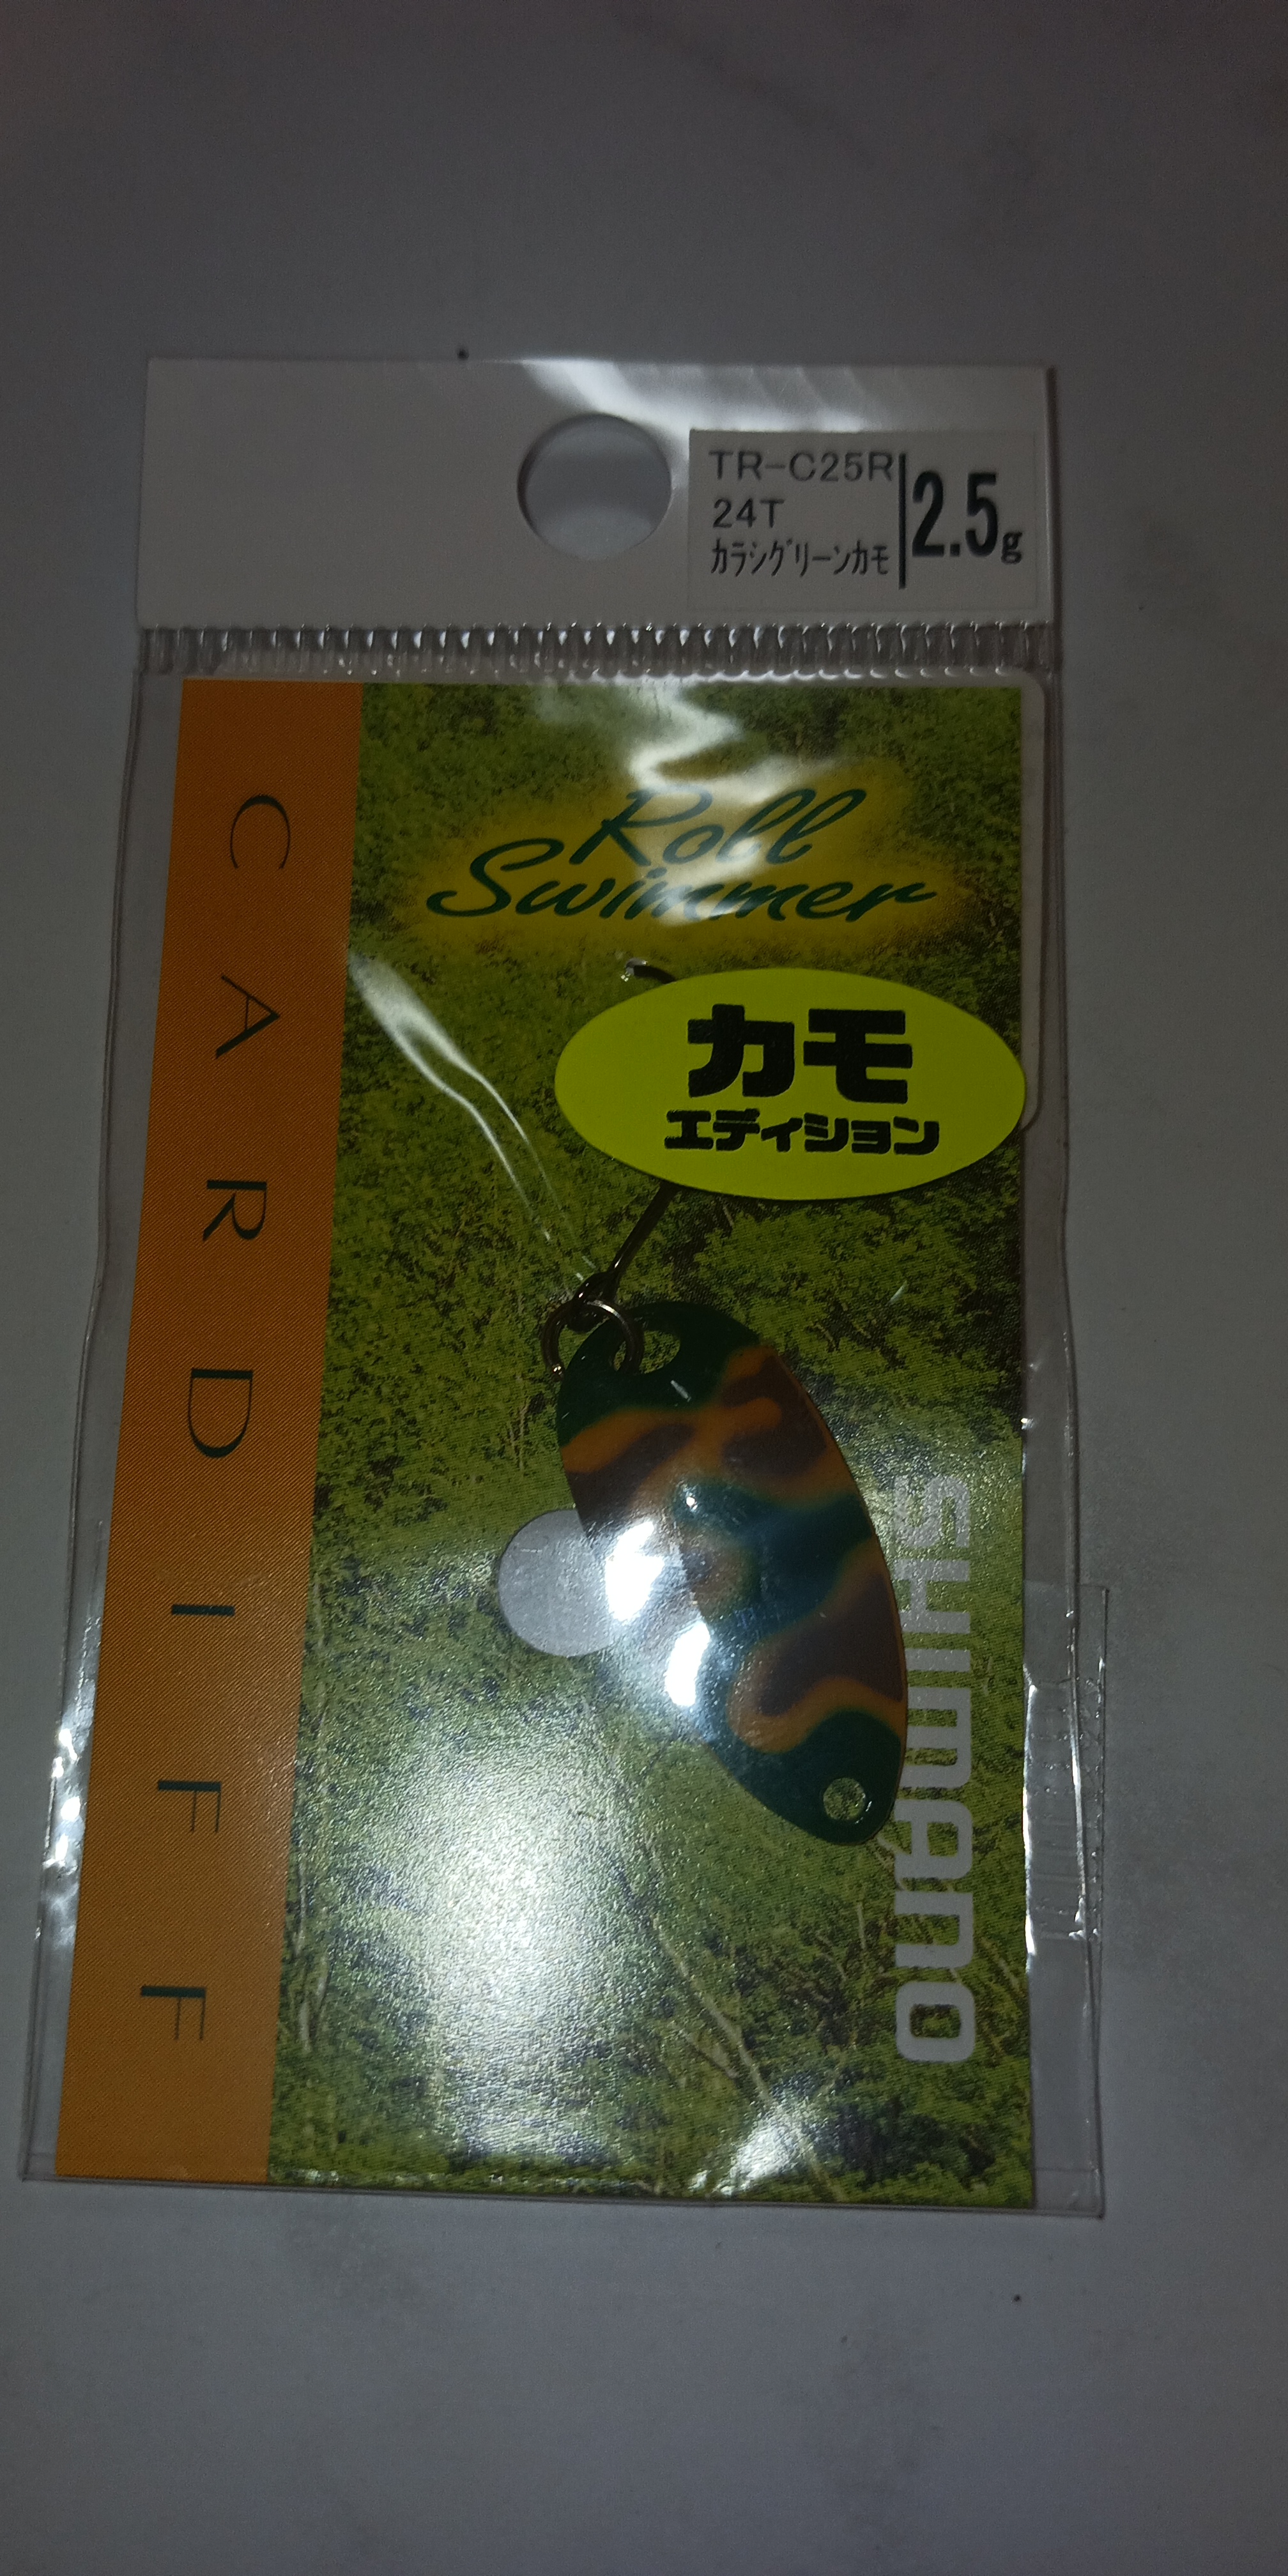 TR-C25R
24T
カラシグリーンカモ
2.5g
Roll
Swimmer
カモ
エディション
CARDIFF
SHIMANO